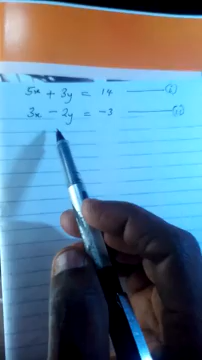 5x + 3y = 14 —— (i)
3x - 2y = -3 —— (ii)